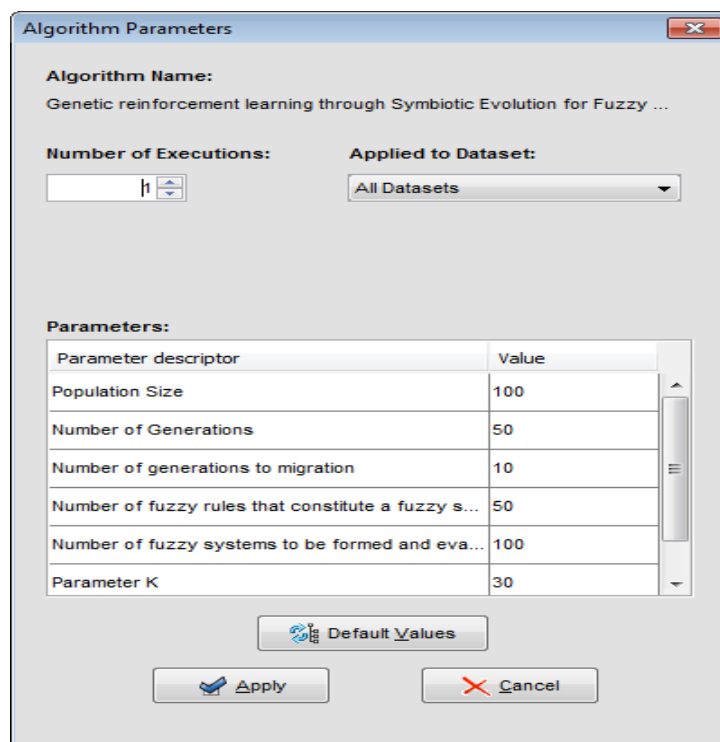 Algorithm Parameters
Algorithm Name:
Genetic reinforcement learning through Symbiotic Evolution for Fuzzy ...
Number of Executions: Applied to Dataset:
1 All Datasets
Parameters:
Parameter descriptor Value
Population Size 100
Number of Generations 50
Number of generations to migration 10
Number of fuzzy rules that constitute a fuzzy s... 50
Number of fuzzy systems to be formed and eva... 100
Parameter K 30
Default Values
Apply Cancel